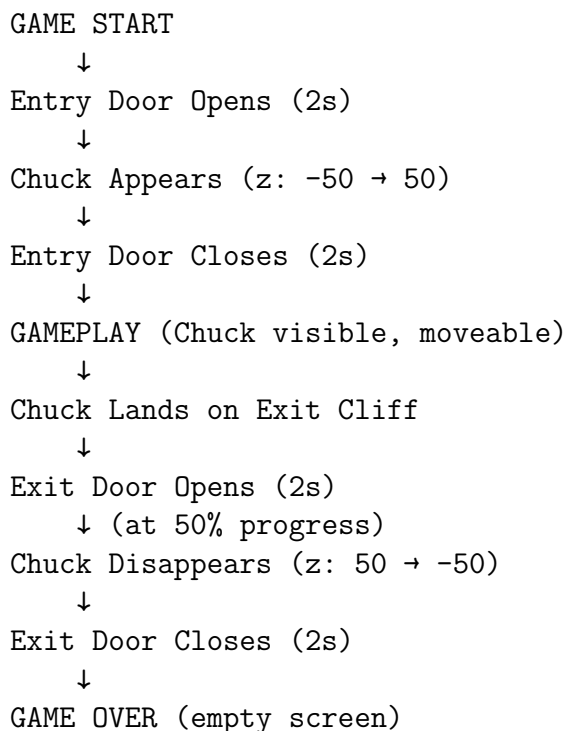 GAME START
↓
Entry Door Opens (2s)
↓
Chuck Appears (z: -50 → 50)
↓
Entry Door Closes (2s)
↓
GAMEPLAY (Chuck visible, moveable)
↓
Chuck Lands on Exit Cliff
↓
Exit Door Opens (2s)
↓ (at 50% progress)
Chuck Disappears (z: 50 → -50)
↓
Exit Door Closes (2s)
↓
GAME OVER (empty screen)